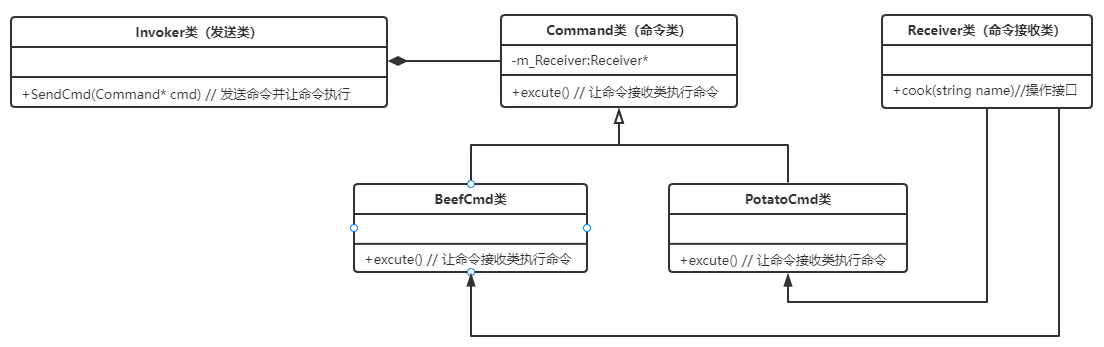 Invoker类（发送类）
+SendCmd(Command* cmd) // 发送命令并让命令执行
Command类（命令类）
-m_Receiver:Receiver*
+excute() // 让命令接收类执行命令
Receiver类（命令接收类）
+cook(string name)//操作接口
BeefCmd类
+excute() // 让命令接收类执行命令
PotatoCmd类
+excute() // 让命令接收类执行命令